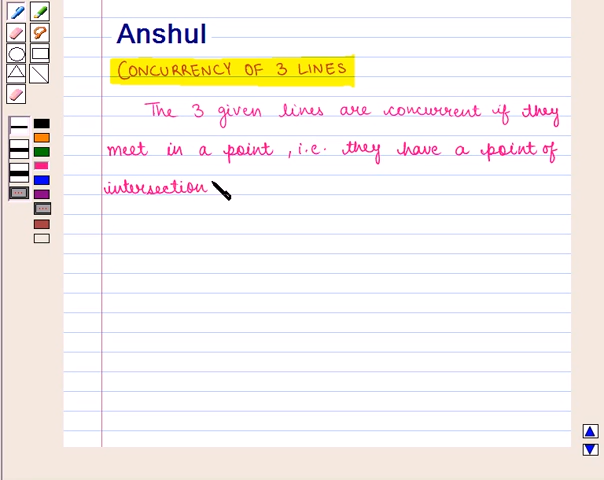 Anshul
CONCURRENCY OF 3 LINES
The 3 given lines are concurrent if they
meet in a point, i.e. they have a point of
intersection